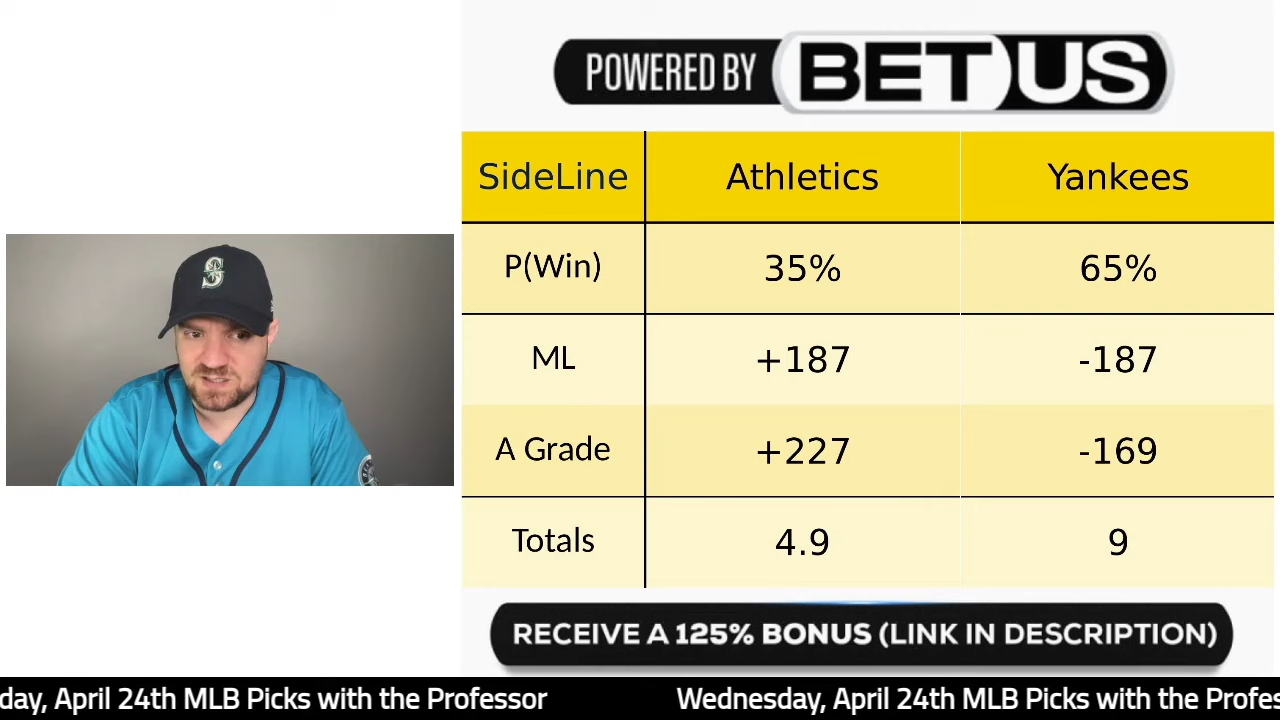 POWERED BY BETUS
SideLine Athletics Yankees
P(Win) 35% 65%
ML +187 -187
A Grade +227 -169
Totals 4.9 9
RECEIVE A 125% BONUS (LINK IN DESCRIPTION)
day, April 24th MLB Picks with the Professor Wednesday, April 24th MLB Picks with the Profes
S